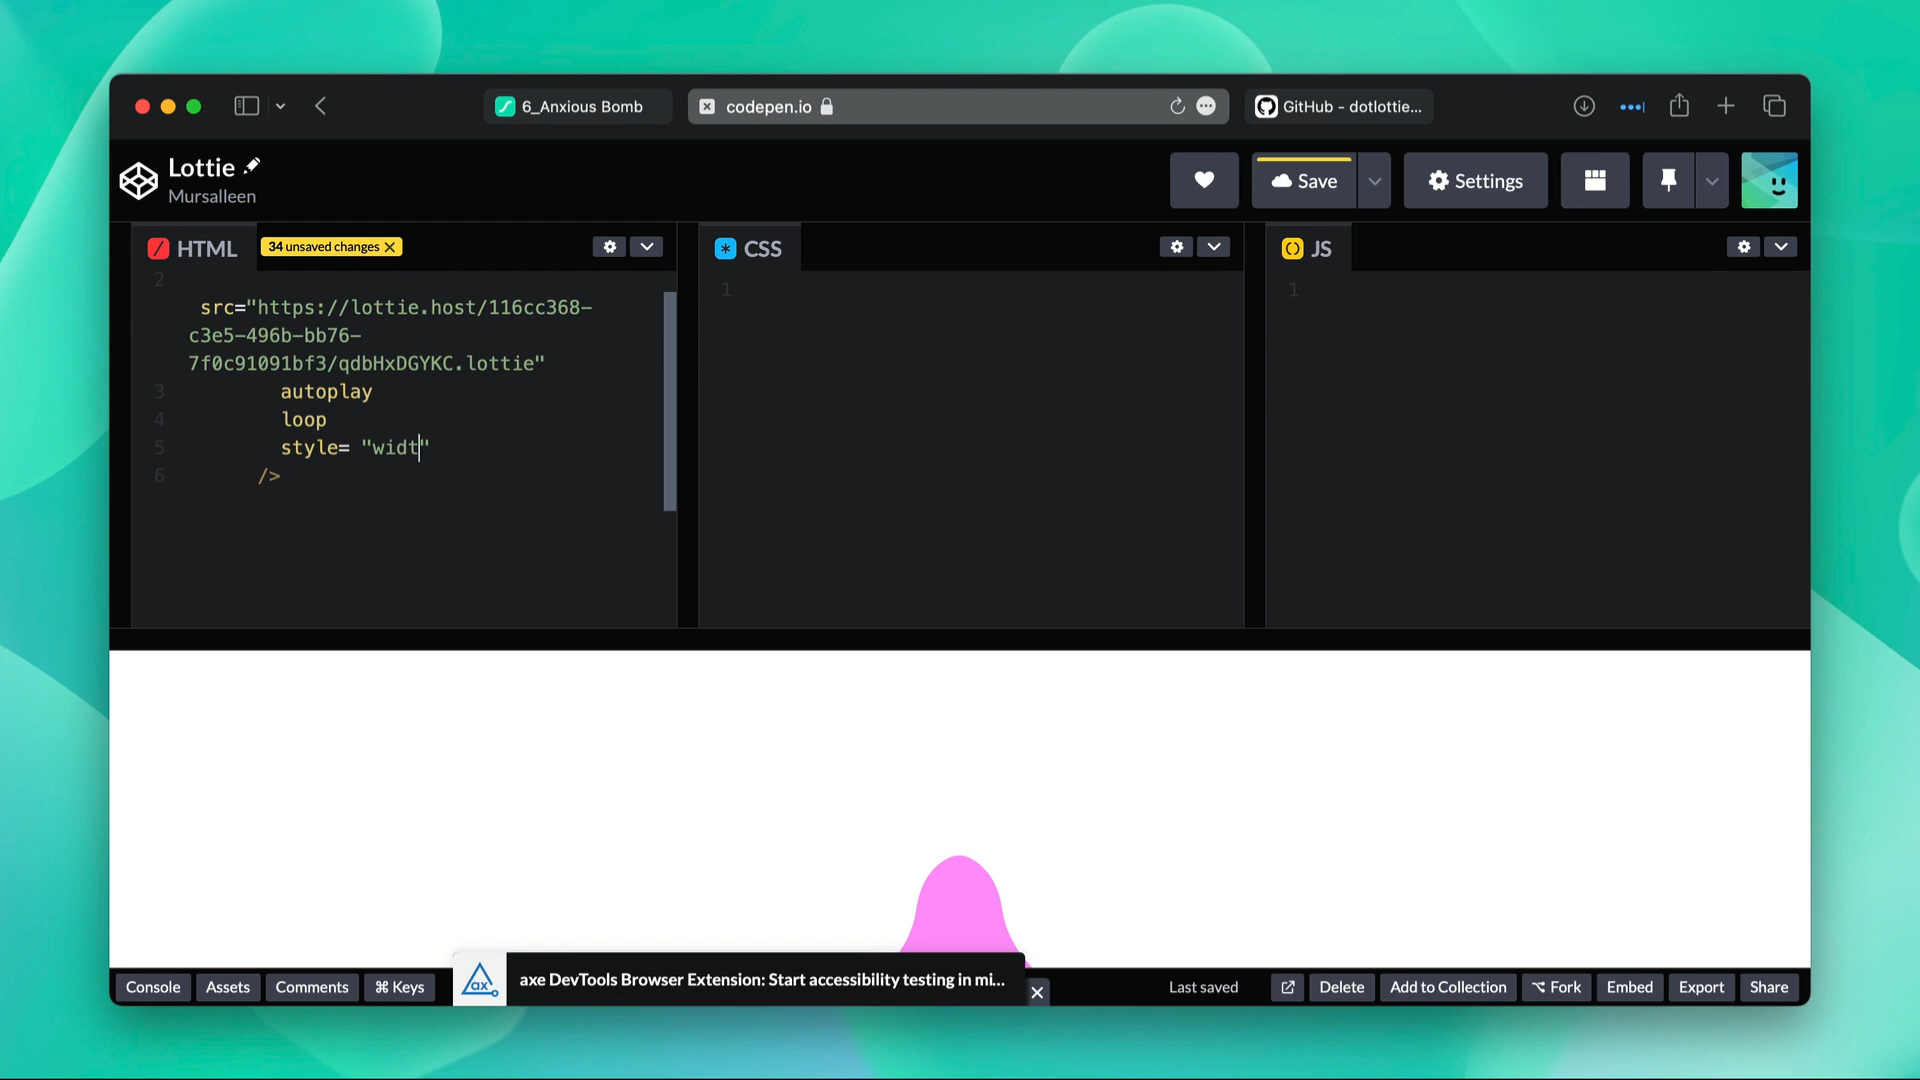 6_Anxious Bomb
codepen.io
GitHub - dotlottie...
Lottie
Mursalleen
Save
Settings
HTML
34 unsaved changes
CSS
JS
2
src="https://lottie.host/116cc368-
c3e5-496b-bb76-
7f0c91091bf3/qdbHxDGYKC.lottie"
3 autoplay
4 loop
5 style= "widt"
6 />
1
1
Console
Assets
Comments
⌘ Keys
ax
axe DevTools Browser Extension: Start accessibility testing in mi...
Last saved
Delete
Add to Collection
Fork
Embed
Export
Share